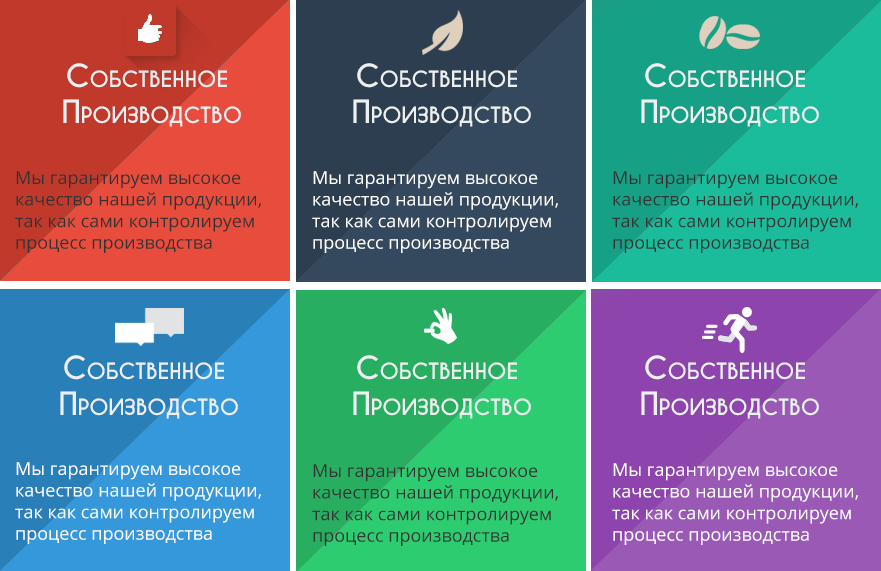 Собственное
Производство
Мы гарантируем высокое
качество нашей продукции,
так как сами контролируем
процесс производства
Собственное
Производство
Мы гарантируем высокое
качество нашей продукции,
так как сами контролируем
процесс производства
Собственное
Производство
Мы гарантируем высокое
качество нашей продукции,
так как сами контролируем
процесс производства
Собственное
Производство
Мы гарантируем высокое
качество нашей продукции,
так как сами контролируем
процесс производства
Собственное
Производство
Мы гарантируем высокое
качество нашей продукции,
так как сами контролируем
процесс производства
Собственное
Производство
Мы гарантируем высокое
качество нашей продукции,
так как сами контролируем
процесс производства